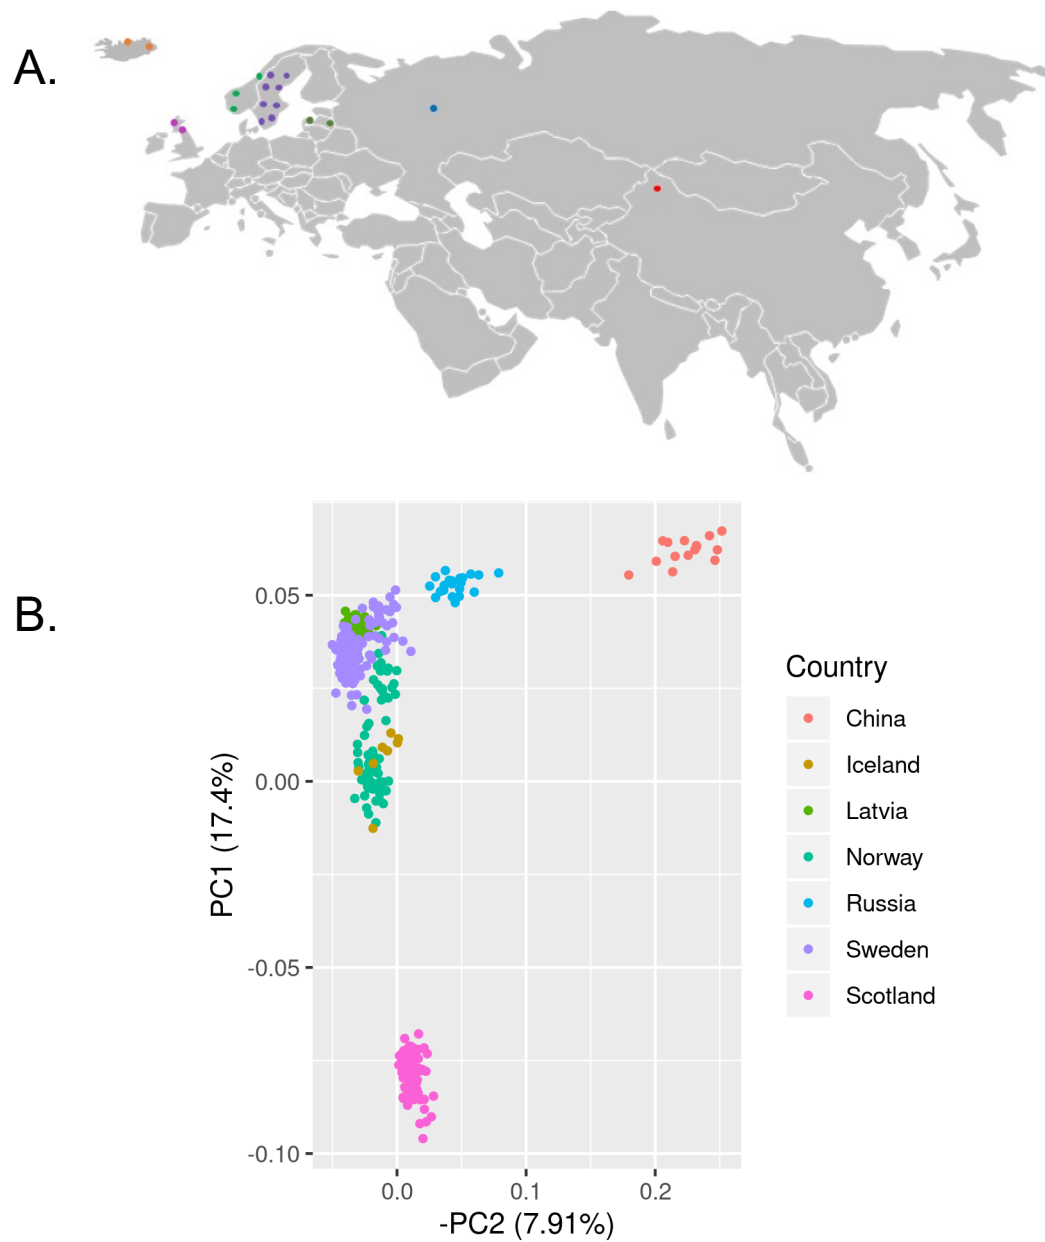 A.
B.
0.05
0.00
-0.05
-0.10
PC1 (17.4%)
0.0 0.1 0.2
-PC2 (7.91%)
Country
China
Iceland
Latvia
Norway
Russia
Sweden
Scotland